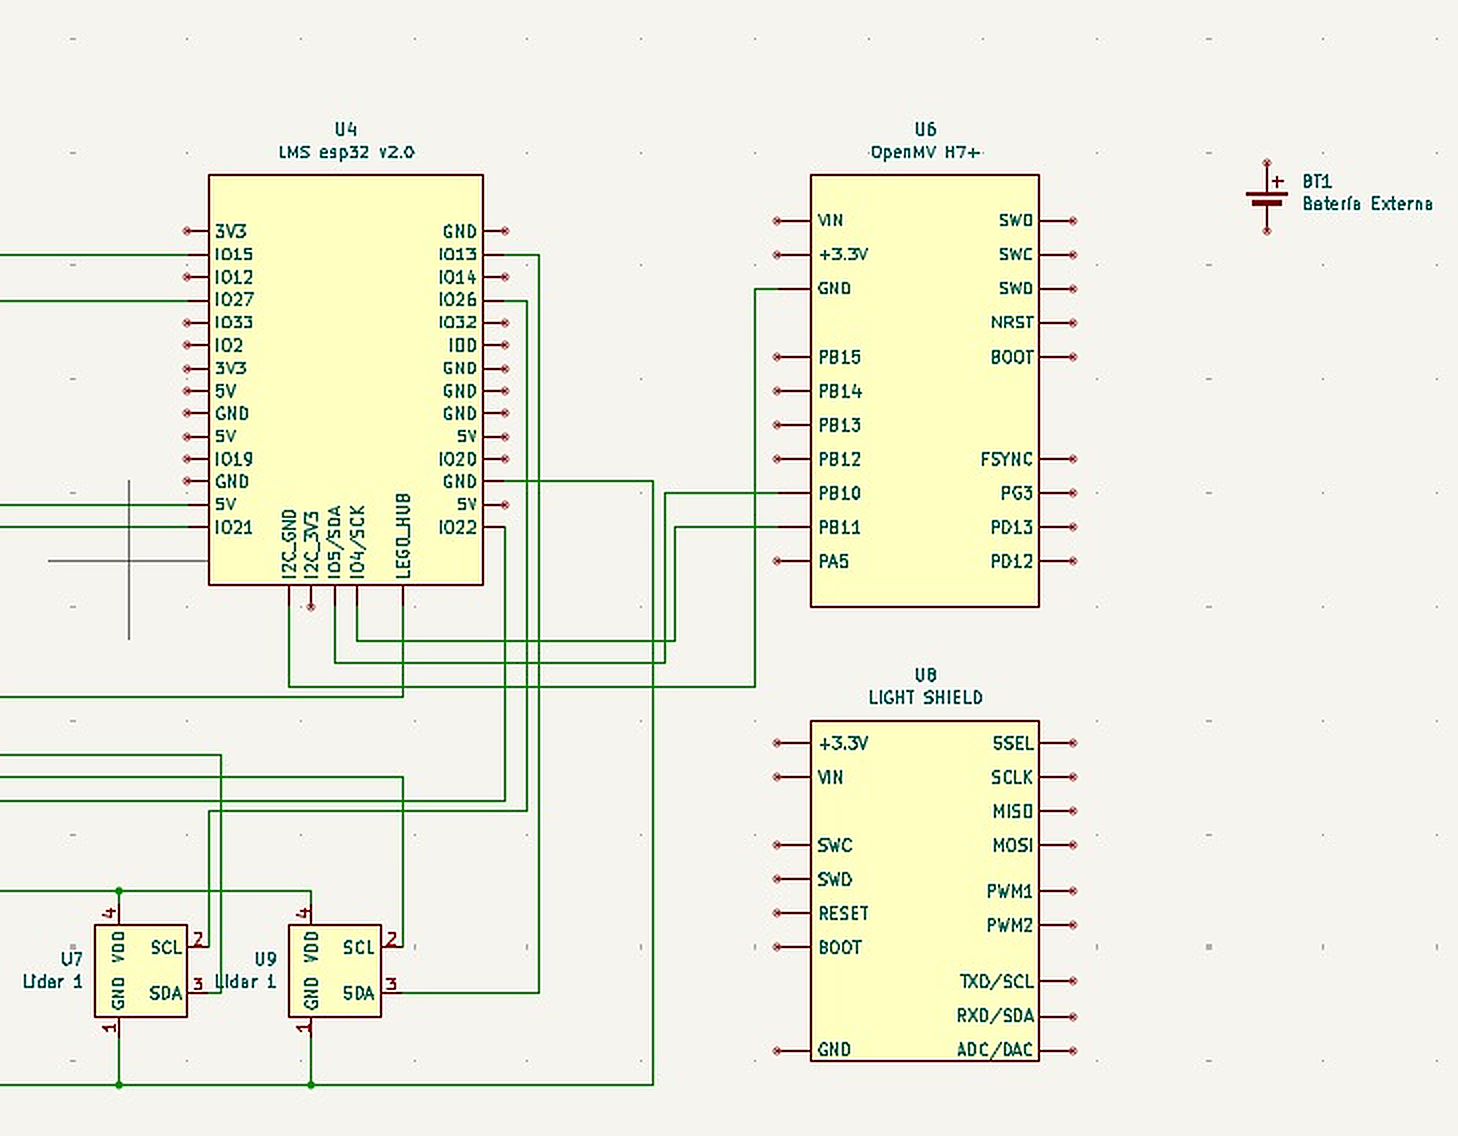 U4
LMS esp32 v2.0
3V3
IO15
IO12
IO27
IO33
IO2
3V3
5V
GND
5V
IO19
GND
5V
IO21
GND
IO13
IO14
IO26
IO32
IO0
GND
GND
GND
5V
IO20
GND
5V
IO22
I2C_GND
I2C_3V3
IO5/SDA
IO4/SCK
LEGO_HUB
U6
OpenMV H7+
VIN
+3.3V
GND
PB15
PB14
PB13
PB12
PB10
PB11
PA5
SWO
SWC
SWD
NRST
BOOT
FSYNC
PG3
PD13
PD12
BT1
Batería Externa
U8
LIGHT SHIELD
+3.3V
VIN
SWC
SWD
RESET
BOOT
GND
SSEL
SCLK
MISO
MOSI
PWM1
PWM2
TXD/SCL
RXD/SDA
ADC/DAC
U7
Lidar 1
4
VDD
GND
1
SCL
2
SDA
3
U9
Lidar 1
4
VDD
GND
1
SCL
2
SDA
3